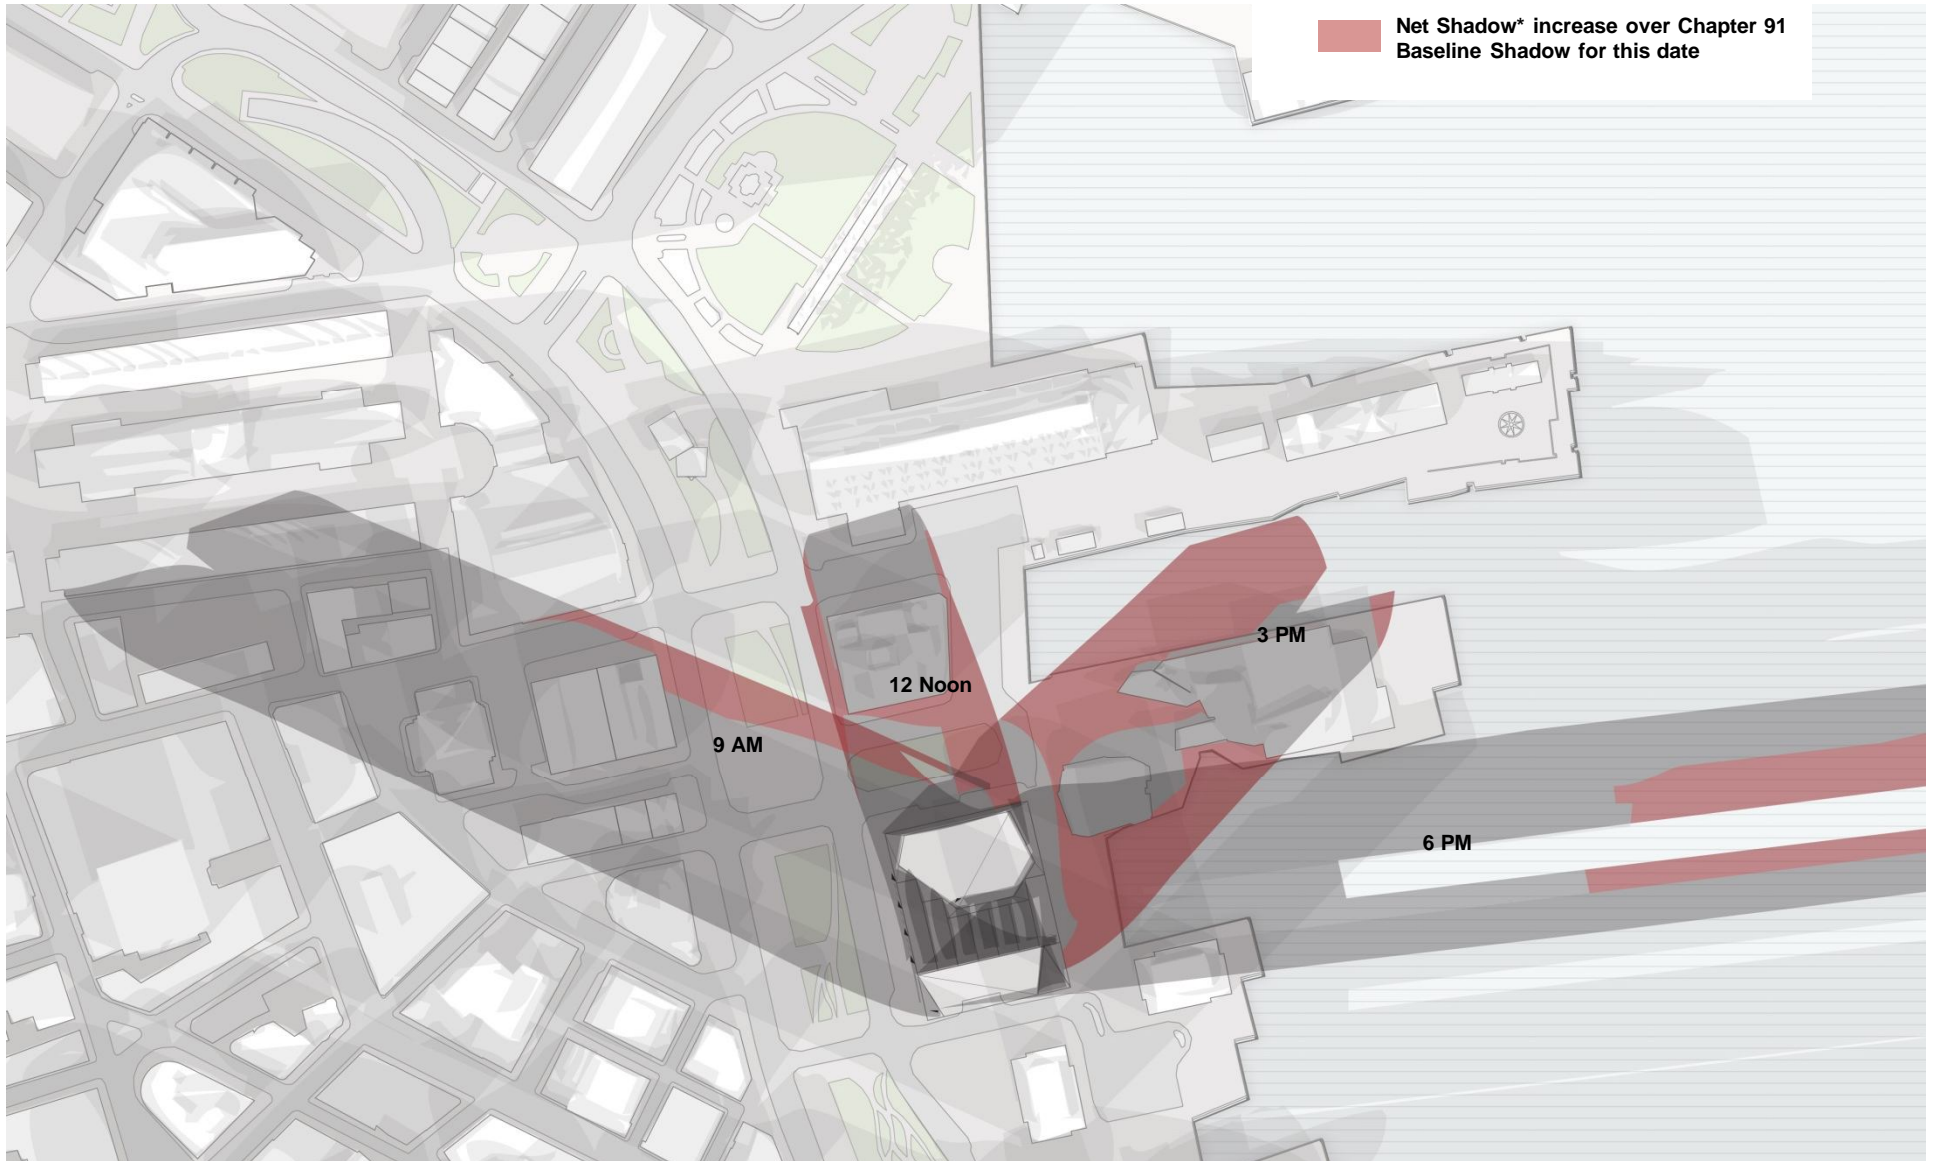 Net Shadow* increase over Chapter 91
Baseline Shadow for this date
3 PM
12 Noon
9 AM
6 PM